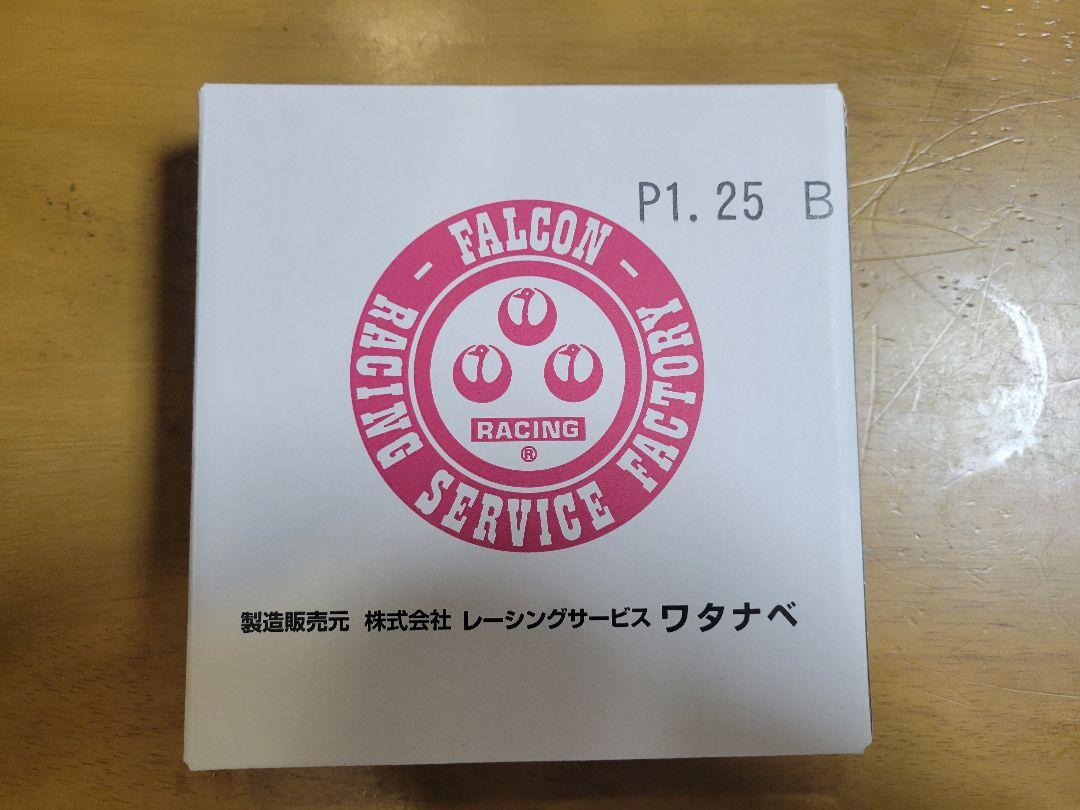 P1.25 B
- FALCON -
RACING SERVICE FACTORY
RACING
®
製造販売元 株式会社 レーシングサービス ワタナベ